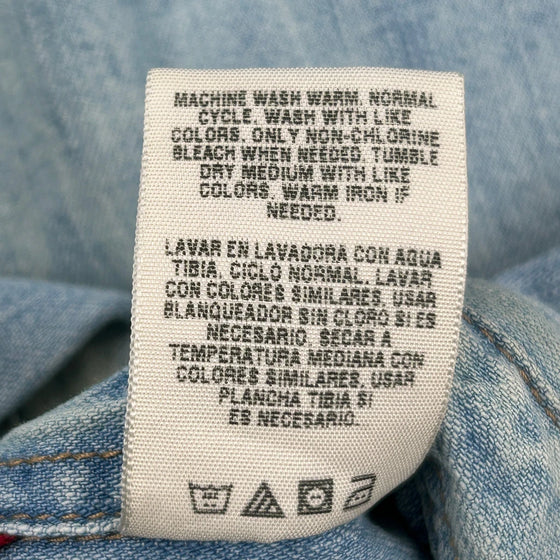 MACHINE WASH WARM, NORMAL
CYCLE, WASH WITH LIKE
COLORS, ONLY NON-CHLORINE
BLEACH WHEN NEEDED, TUMBLE
DRY MEDIUM WITH LIKE
COLORS, WARM IRON IF
NEEDED.
LAVAR EN LAVADORA CON AGUA
TIBIA, CICLO NORMAL, LAVAR
CON COLORES SIMILARES, USAR
BLANQUEADOR SIN CLORO SI ES
NECESARIO, SECAR A
TEMPERATURA MEDIANA CON
COLORES SIMILARES, USAR
PLANCHA TIBIA SI
ES NECESARIO.